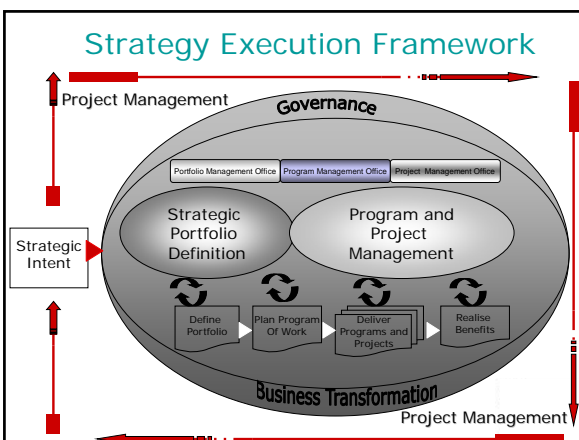 Strategy Execution Framework
Project Management
Governance
Portfolio Management Office
Program Management Office
Project Management Office
Strategic
Portfolio
Definition
Program and
Project
Management
Strategic
Intent
Define
Portfolio
Plan Program
Of Work
Deliver
Programs and
Projects
Realise
Benefits
Business Transformation
Project Management